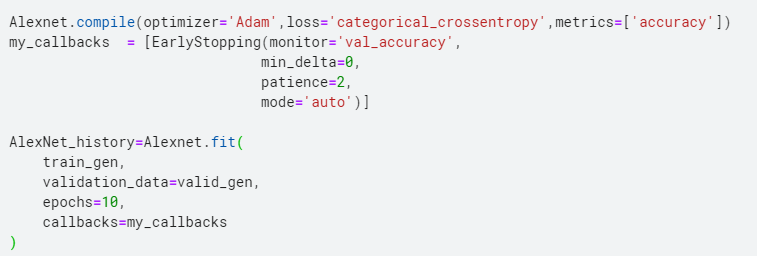 Alexnet.compile(optimizer='Adam',loss='categorical_crossentropy',metrics=['accuracy'])
my_callbacks  = [EarlyStopping(monitor='val_accuracy',
                               min_delta=0,
                               patience=2,
                               mode='auto')]

AlexNet_history=Alexnet.fit(
    train_gen,
    validation_data=valid_gen,
    epochs=10,
    callbacks=my_callbacks
)